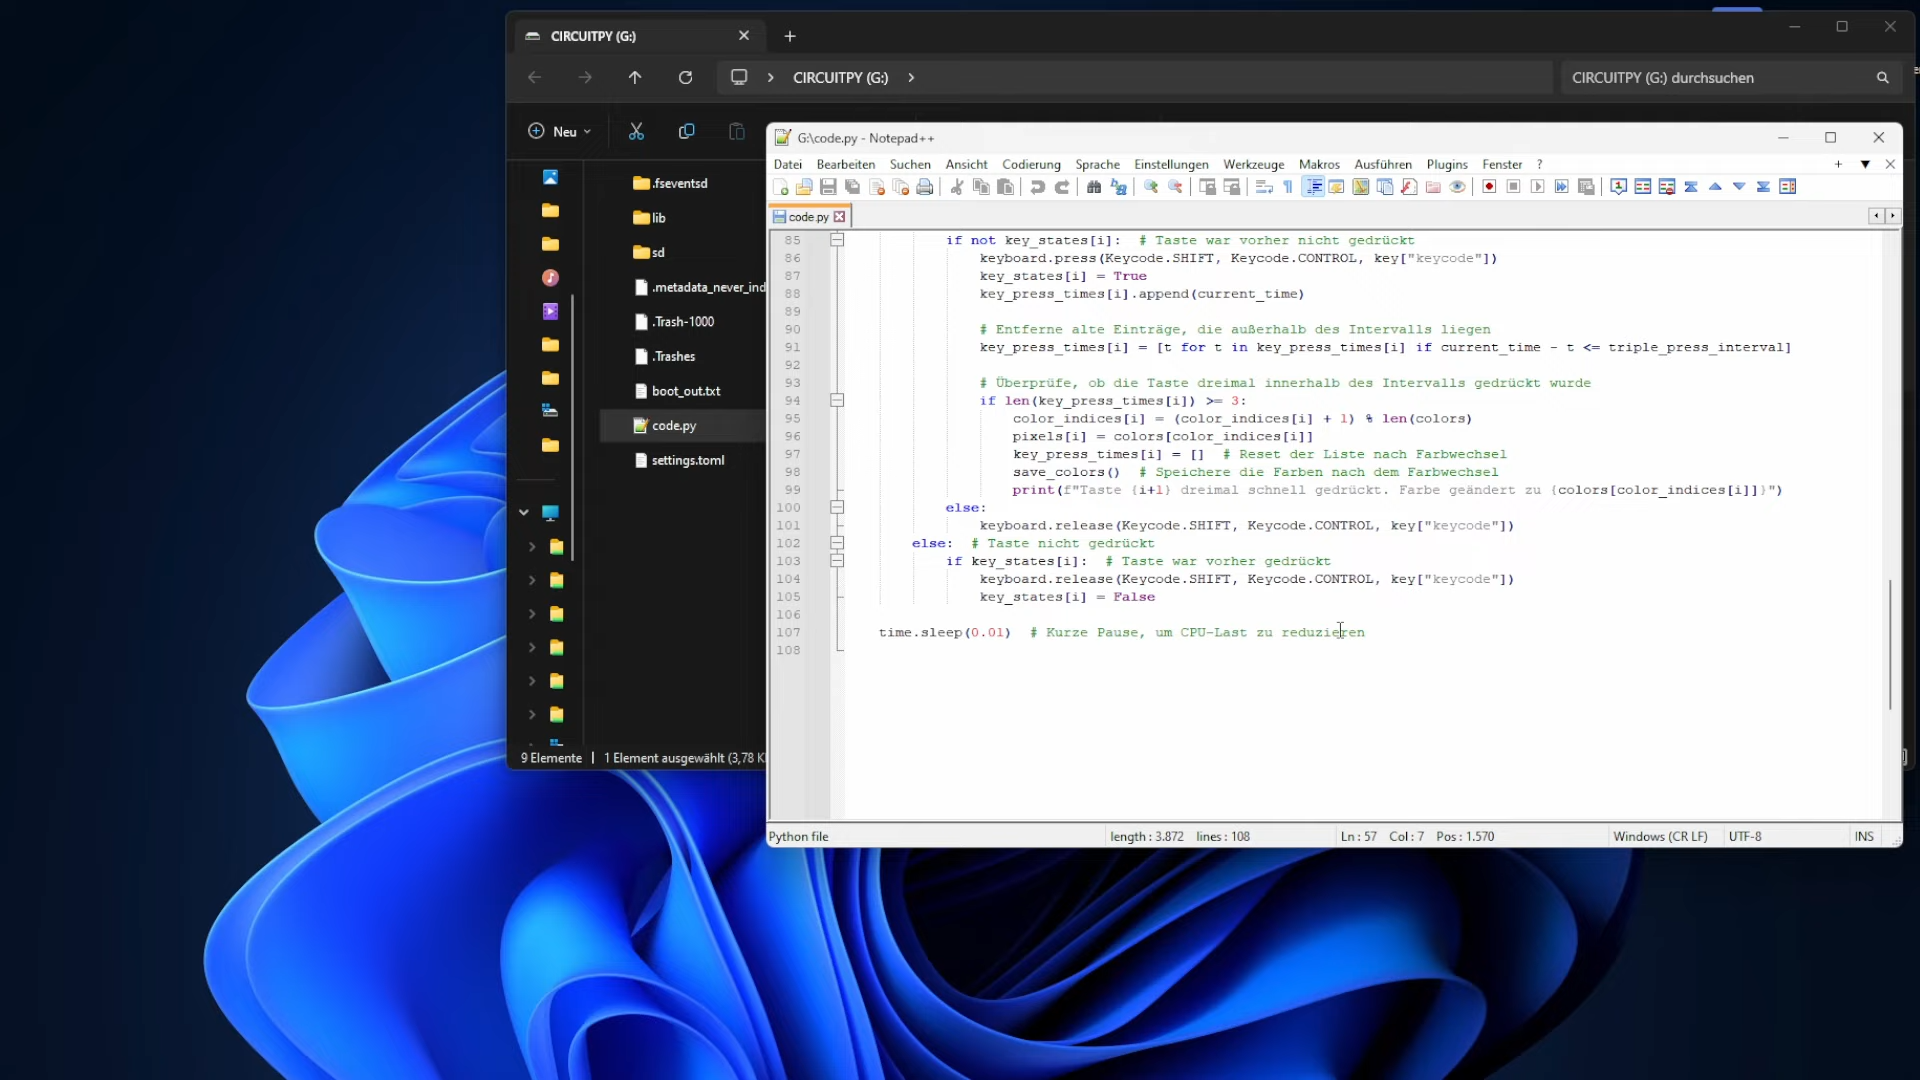 CIRCUITPY (G:)
CIRCUITPY (G:)
CIRCUITPY (G:) durchsuchen
Neu
.fseventsd
lib
sd
.metadata_never_ind
.Trash-1000
.Trashes
boot_out.txt
code.py
settings.toml
9 Elemente
1 Element ausgewählt (3,78 K
G:\code.py - Notepad++
Datei Bearbeiten Suchen Ansicht Codierung Sprache Einstellungen Werkzeuge Makros Ausführen Plugins Fenster ?
code.py
85 if not key_states[i]: # Taste war vorher nicht gedrückt
86 keyboard.press(Keycode.SHIFT, Keycode.CONTROL, key["keycode"])
87 key_states[i] = True
88 key_press_times[i].append(current_time)
89
90 # Entferne alte Einträge, die außerhalb des Intervalls liegen
91 key_press_times[i] = [t for t in key_press_times[i] if current_time - t <= triple_press_interval]
92
93 # Überprüfe, ob die Taste dreimal innerhalb des Intervalls gedrückt wurde
94 if len(key_press_times[i]) >= 3:
95 color_indices[i] = (color_indices[i] + 1) % len(colors)
96 pixels[i] = colors[color_indices[i]]
97 key_press_times[i] = [] # Reset der Liste nach Farbwechsel
98 save_colors() # Speichere die Farben nach dem Farbwechsel
99 print(f"Taste {i+1} dreimal schnell gedrückt. Farbe geändert zu {colors[color_indices[i]]}")
100 else:
101 keyboard.release(Keycode.SHIFT, Keycode.CONTROL, key["keycode"])
102 else: # Taste nicht gedrückt
103 if key_states[i]: # Taste war vorher gedrückt
104 keyboard.release(Keycode.SHIFT, Keycode.CONTROL, key["keycode"])
105 key_states[i] = False
106
107 time.sleep(0.01) # Kurze Pause, um CPU-Last zu reduzieren
108
Python file
length : 3.872 lines : 108
Ln : 57 Col : 7 Pos : 1.570
Windows (CR LF)
UTF-8
INS